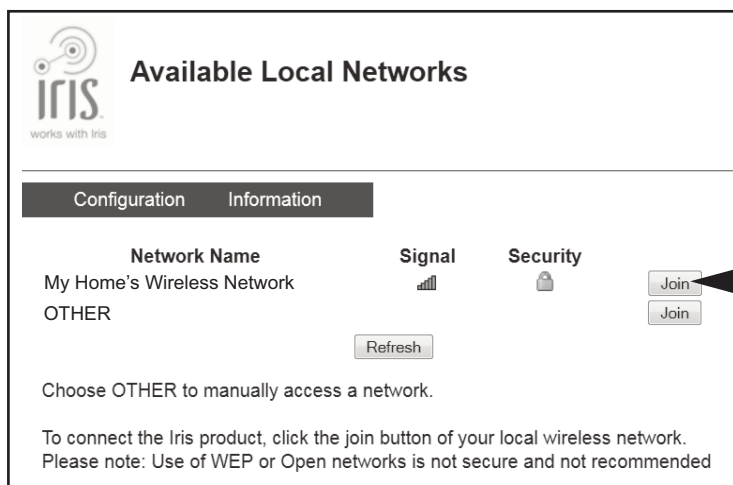 Iris
works with Iris
Available Local Networks
Configuration Information
Network Name Signal Security
My Home’s Wireless Network Join
OTHER Join
Refresh
Choose OTHER to manually access a network.
To connect the Iris product, click the join button of your local wireless network.
Please note: Use of WEP or Open networks is not secure and not recommended